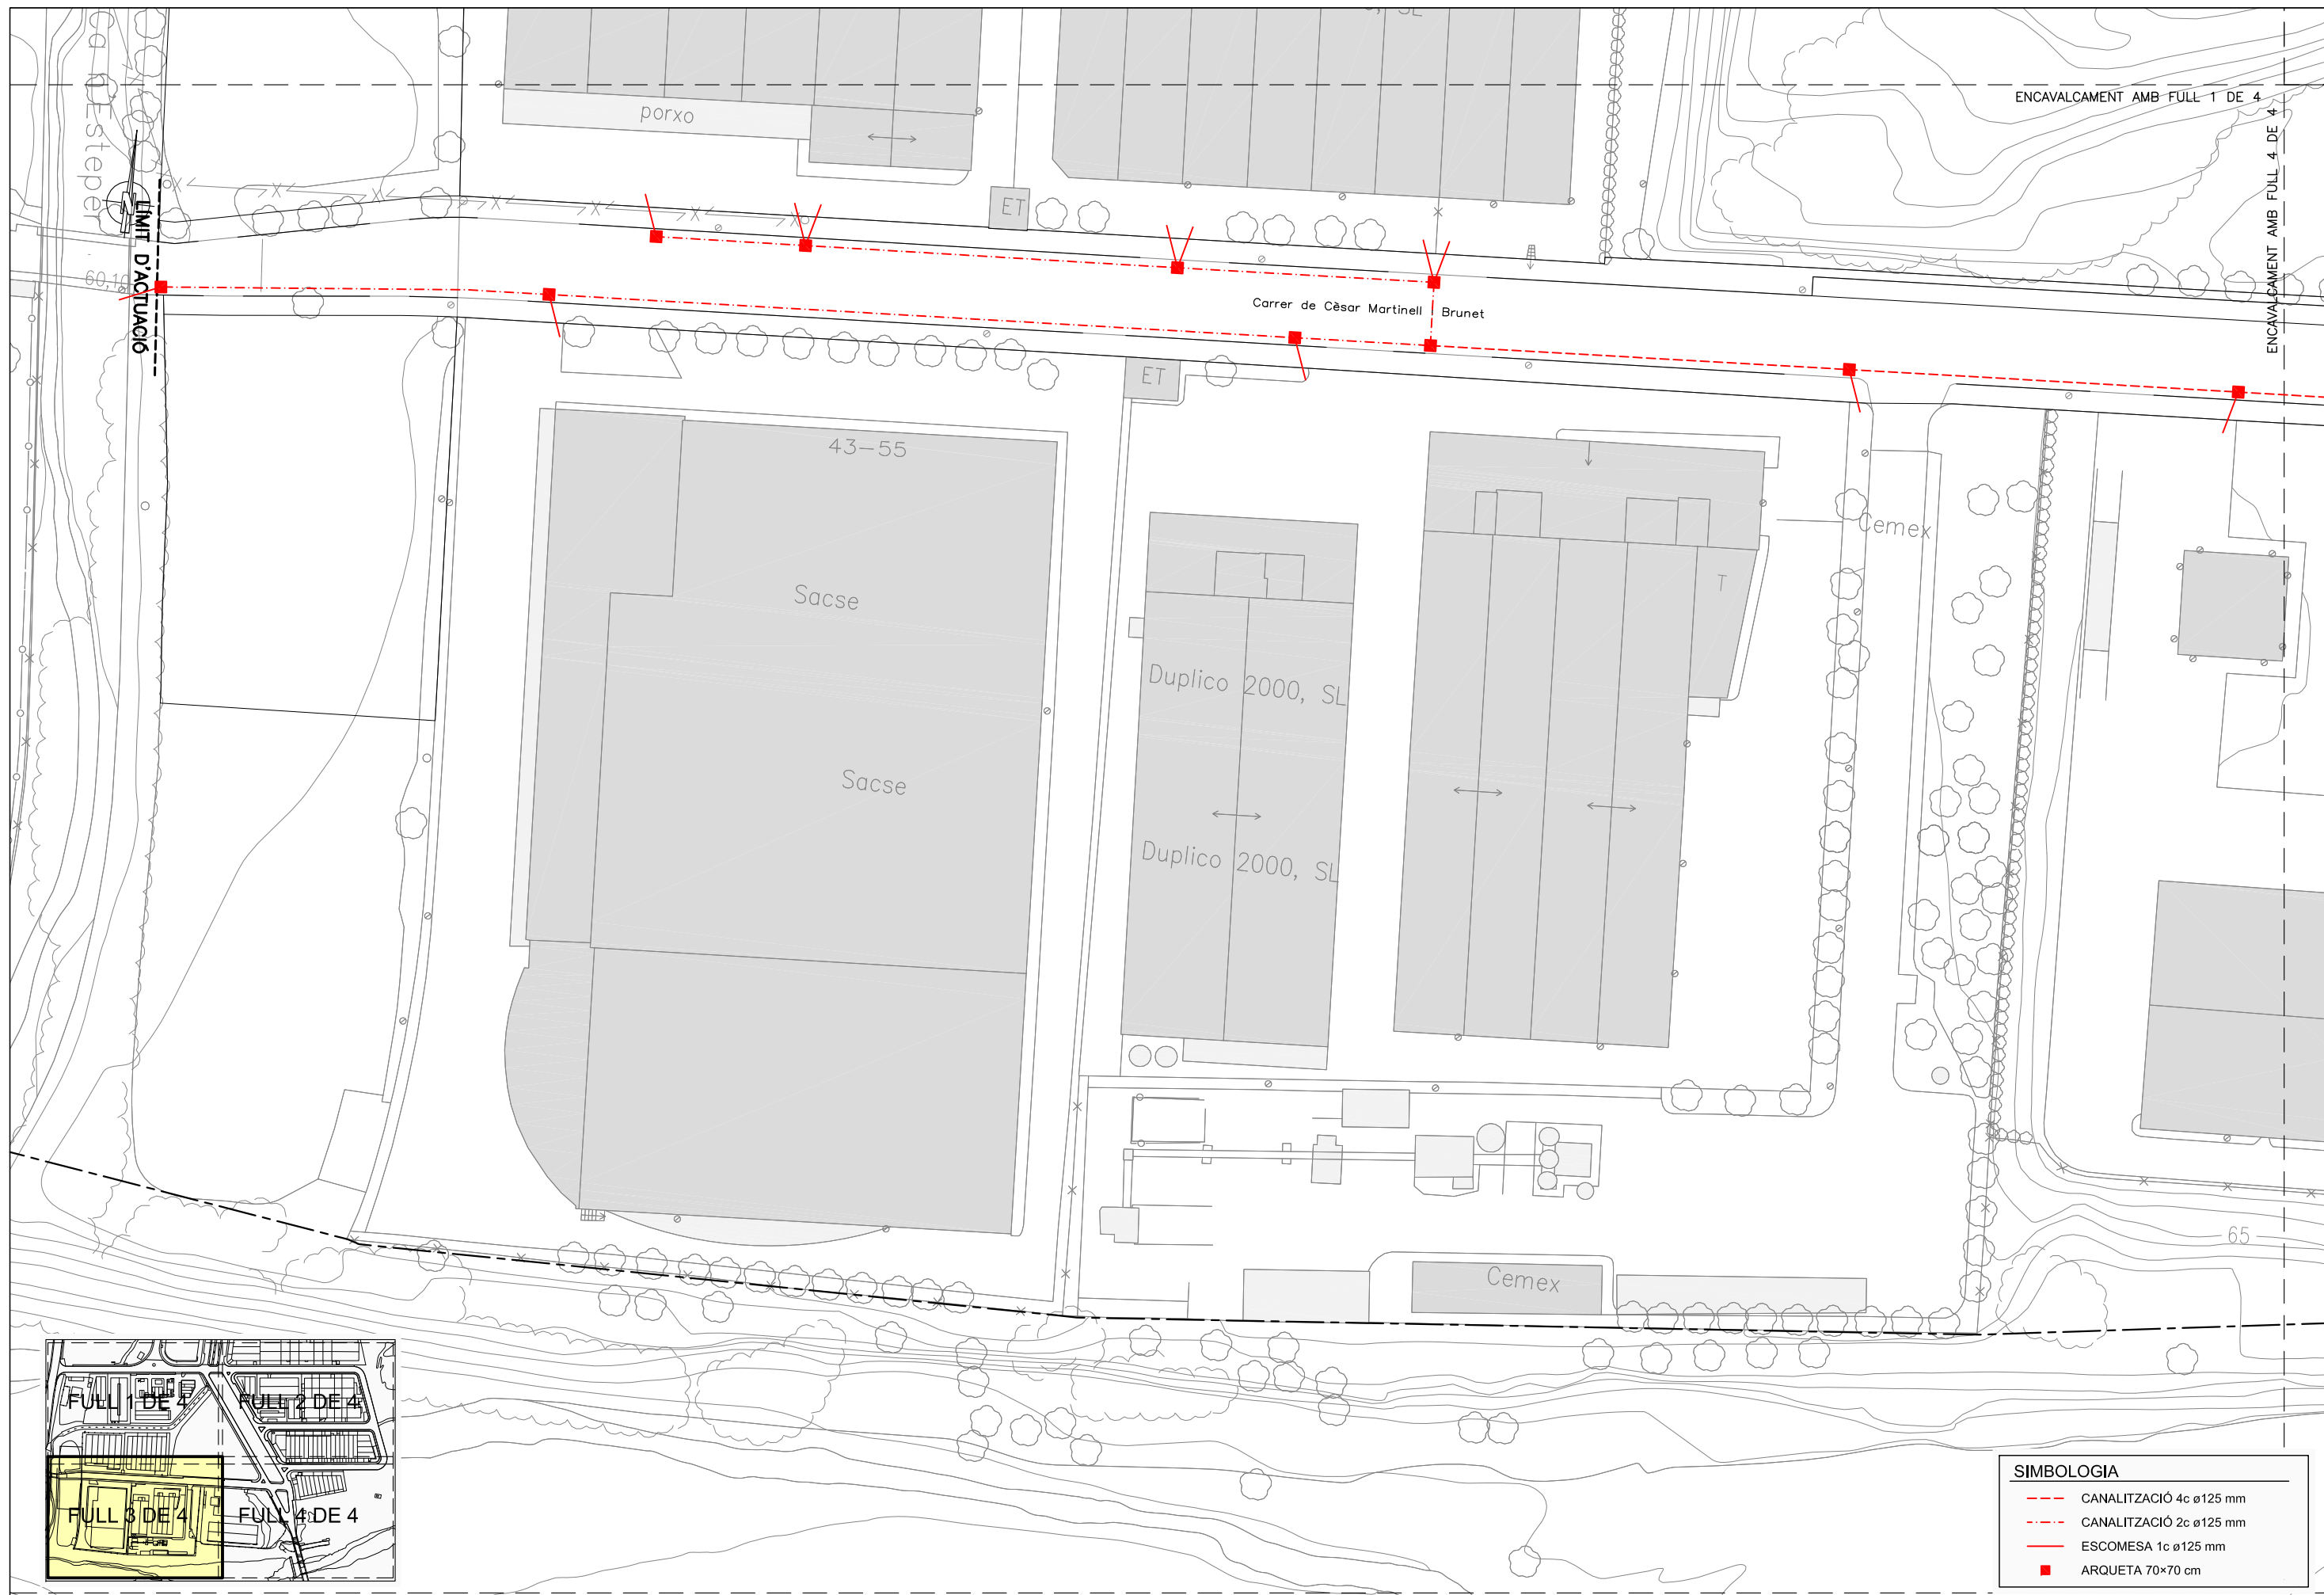 ENCAVALCAMENT AMB FULL 1 DE 4
ENCAVALCAMENT AMB FULL 4 DE 4
porxo
ET
LÍMIT D'ACTUACIÓ
Carrer de Cèsar Martinell i Brunet
ET
43-55
Cemex
T
Sacse
Duplico 2000, SL
Sacse
Duplico 2000, SL
65
Cemex
FULL 1 DE 4
FULL 2 DE 4
FULL 3 DE 4
FULL 4 DE 4
SIMBOLOGIA
CANALITZACIÓ 4c ø125 mm
CANALITZACIÓ 2c ø125 mm
ESCOMESA 1c ø125 mm
ARQUETA 70×70 cm